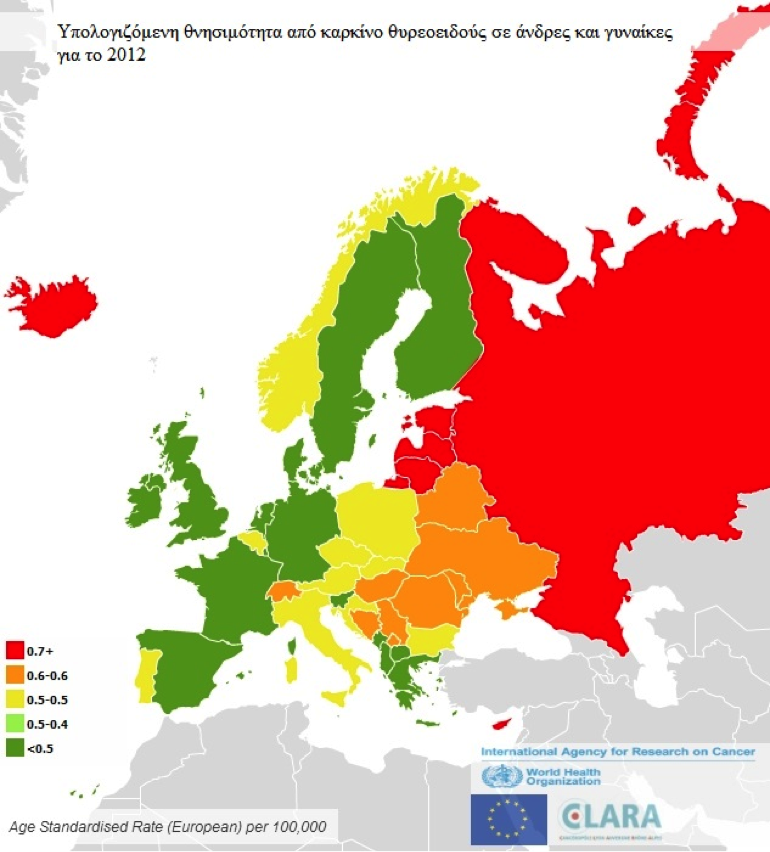 Υπολογιζόμενη θνησιμότητα από καρκίνο θυρεοειδούς σε άνδρες και γυναίκες
για το 2012
0.7+
0.6-0.6
0.5-0.5
0.5-0.4
<0.5
International Agency for Research on Cancer
World Health
Organization
CLARA
Age Standardised Rate (European) per 100,000